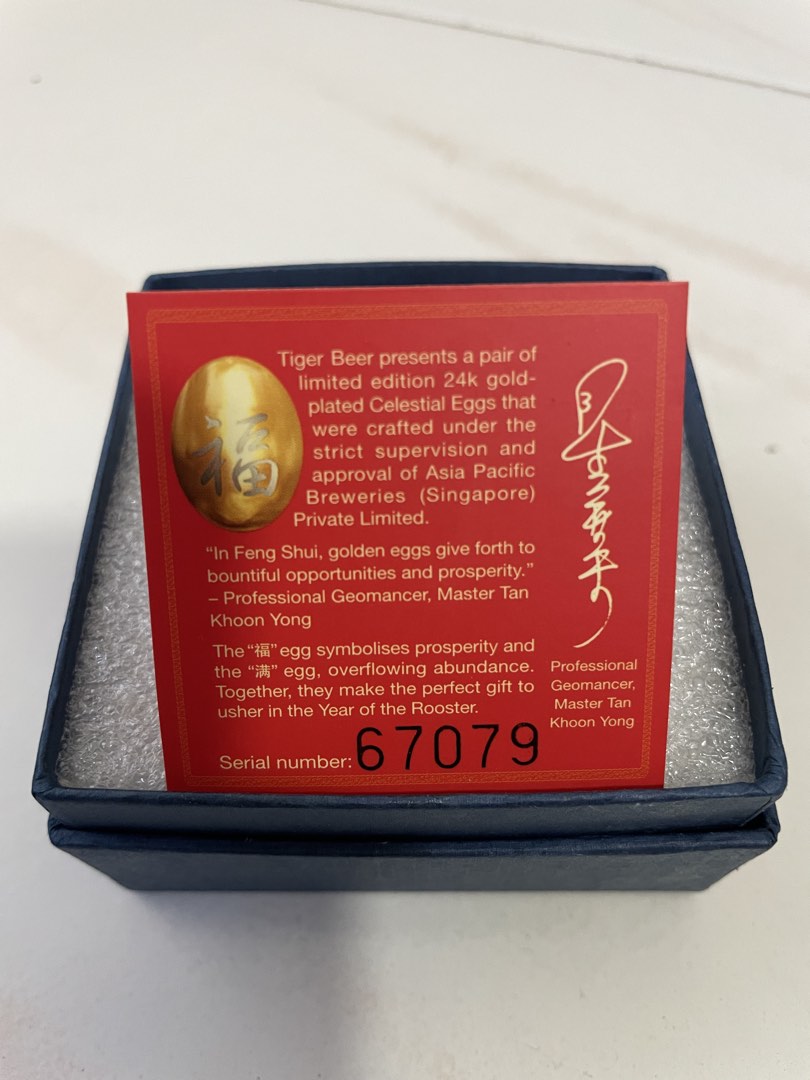 福
Tiger Beer presents a pair of
limited edition 24k gold-
plated Celestial Eggs that
were crafted under the
strict supervision and
approval of Asia Pacific
Breweries (Singapore)
Private Limited.
“In Feng Shui, golden eggs give forth to
bountiful opportunities and prosperity.”
– Professional Geomancer, Master Tan
Khoon Yong
The “福” egg symbolises prosperity and
the “满” egg, overflowing abundance.
Together, they make the perfect gift to
usher in the Year of the Rooster.
Serial number: 67079
Professional
Geomancer,
Master Tan
Khoon Yong